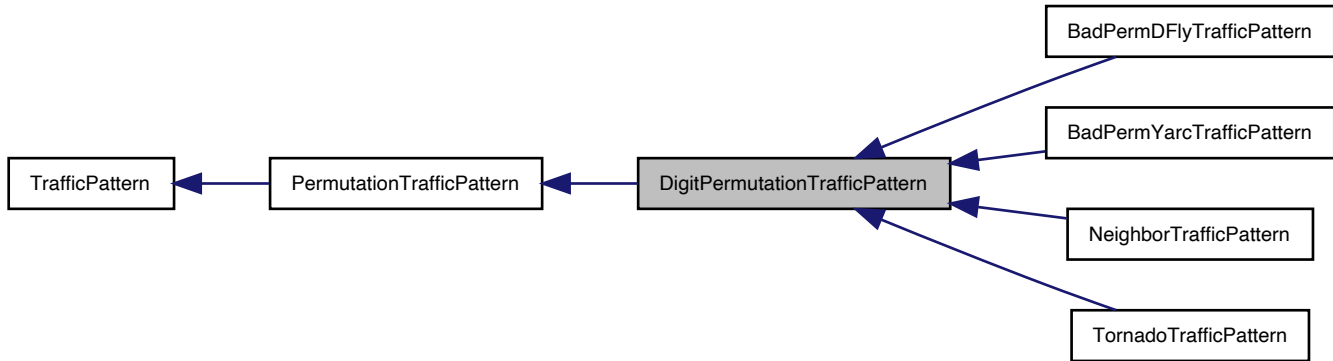 BadPermDFlyTrafficPattern
BadPermYarcTrafficPattern
TrafficPattern
PermutationTrafficPattern
DigitPermutationTrafficPattern
NeighborTrafficPattern
TornadoTrafficPattern